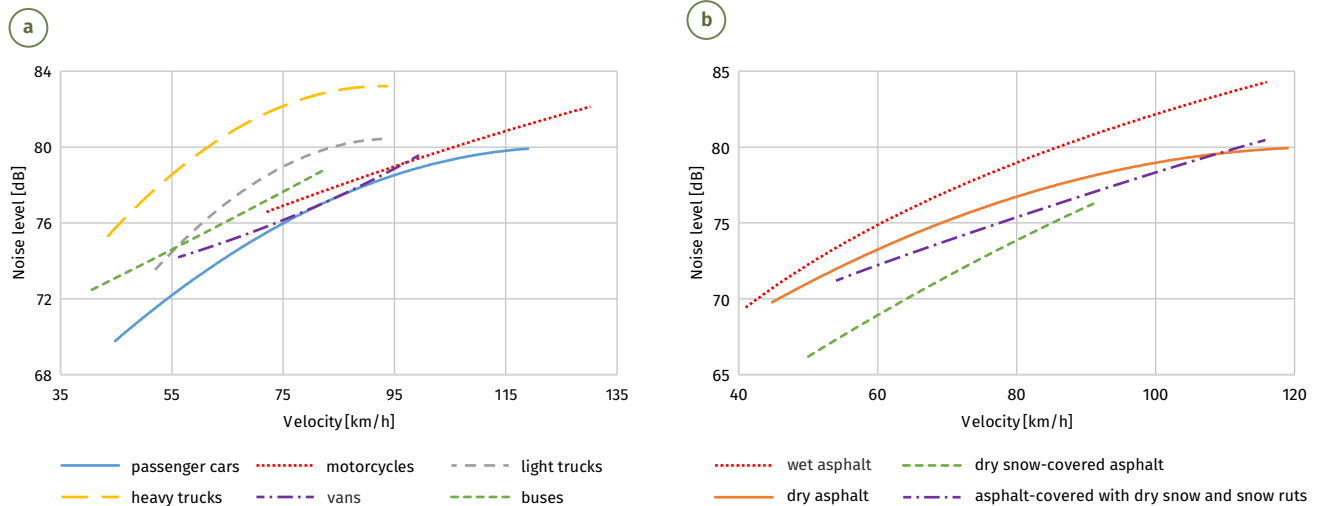 a
84
80
76
72
68
Noise level [dB]
35 55 75 95 115 135
Velocity [km/h]
passenger cars motorcycles light trucks
heavy trucks vans buses
b
85
80
75
70
65
Noise level [dB]
40 60 80 100 120
Velocity [km/h]
wet asphalt dry snow-covered asphalt
dry asphalt asphalt-covered with dry snow and snow ruts